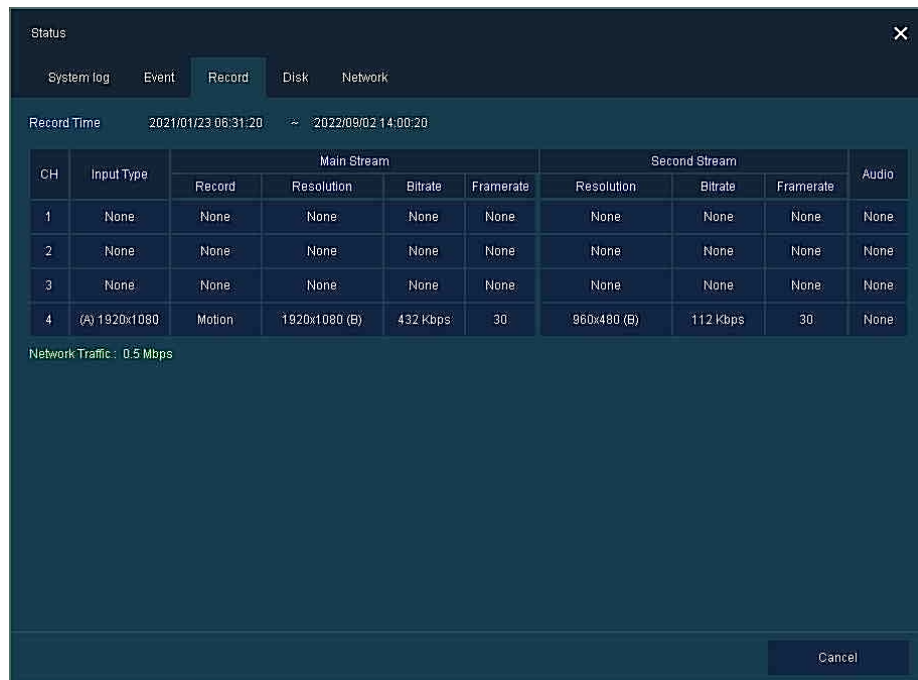 Status
System log Event Record Disk Network
Record Time 2021/01/23 06:31:20 ~ 2022/09/02 14:00:20
CH Input Type Main Stream Second Stream Audio
Record Resolution Bitrate Framerate Resolution Bitrate Framerate
1 None None None None None None None None None
2 None None None None None None None None None
3 None None None None None None None None None
4 (A) 1920x1080 Motion 1920x1080 (B) 432 Kbps 30 960x480 (B) 112 Kbps 30 None
Network Traffic : 0.5 Mbps
Cancel